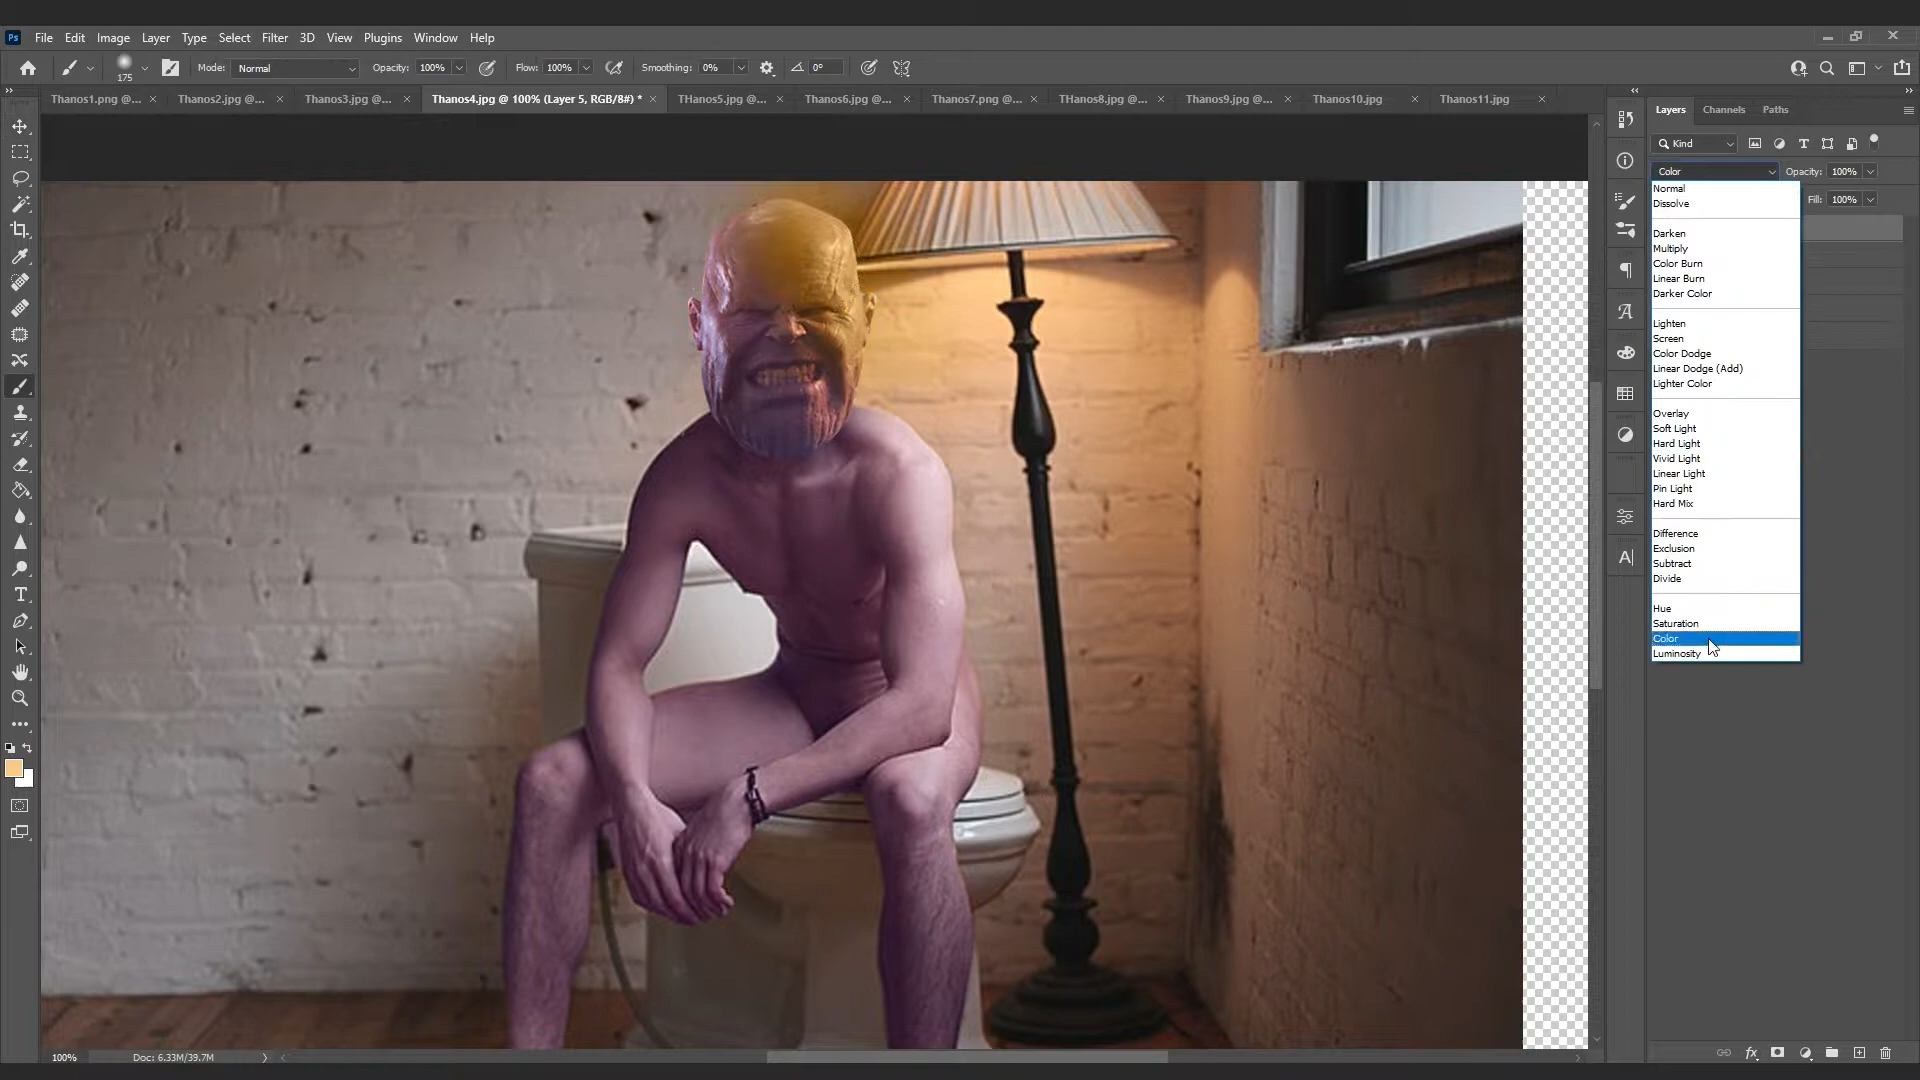 Ps File Edit Image Layer Type Select Filter 3D View Plugins Window Help
175 Mode: Normal Opacity: 100% Flow: 100% Smoothing: 0% 0°
Thanos1.png @... Thanos2.jpg @... Thanos3.jpg @... Thanos4.jpg @ 100% (Layer 5, RGB/8#) * THanos5.jpg @... Thanos6.jpg @... Thanos7.png @... THanos8.jpg @... Thanos9.jpg @... Thanos10.jpg Thanos11.jpg
Layers Channels Paths
Kind
Color Opacity: 100%
Fill: 100%
Normal
Dissolve
Darken
Multiply
Color Burn
Linear Burn
Darker Color
Lighten
Screen
Color Dodge
Linear Dodge (Add)
Lighter Color
Overlay
Soft Light
Hard Light
Vivid Light
Linear Light
Pin Light
Hard Mix
Difference
Exclusion
Subtract
Divide
Hue
Saturation
Color
Luminosity
100% Doc: 6.33M/39.7M
fx